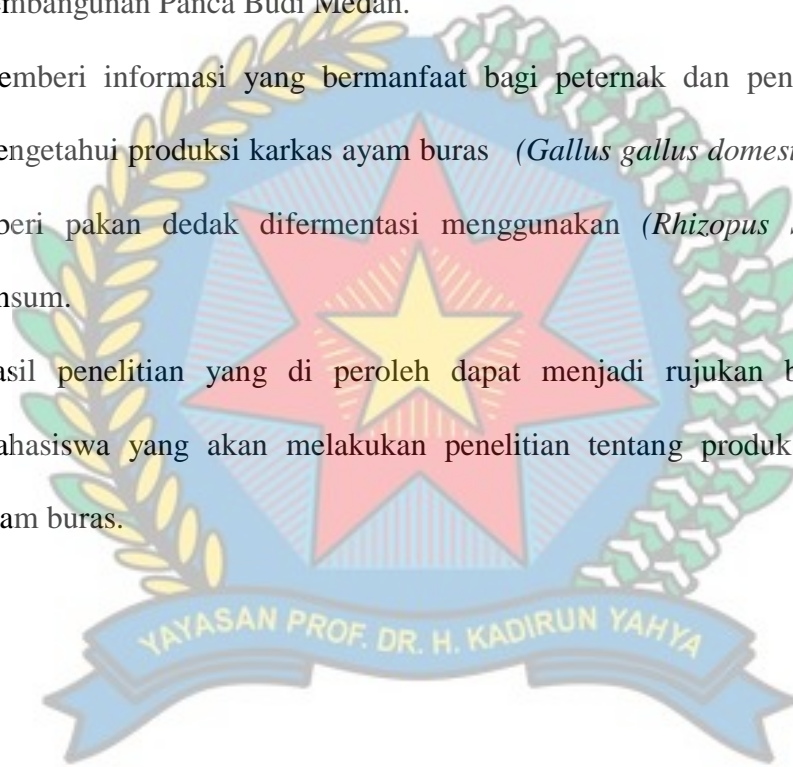 embangunan Panca Budi Medan.
emberi informasi yang bermanfaat bagi peternak dan pen
engetahui produksi karkas ayam buras (Gallus gallus domes
beri pakan dedak difermentasi menggunakan (Rhizopus
nsum.
asil penelitian yang di peroleh dapat menjadi rujukan b
ahasiswa yang akan melakukan penelitian tentang produk
am buras.
YAYASAN PROF. DR. H. KADIRUN YAHYA